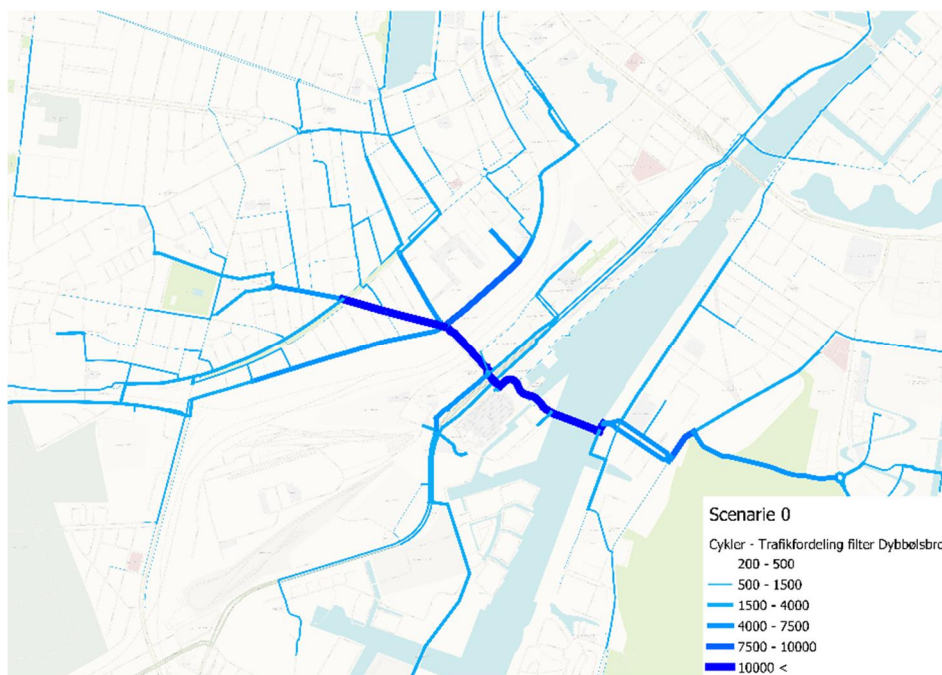 Scenarie 0
Cykler - Trafikfordeling filter Dybbølsbro
200 - 500
500 - 1500
1500 - 4000
4000 - 7500
7500 - 10000
10000 <